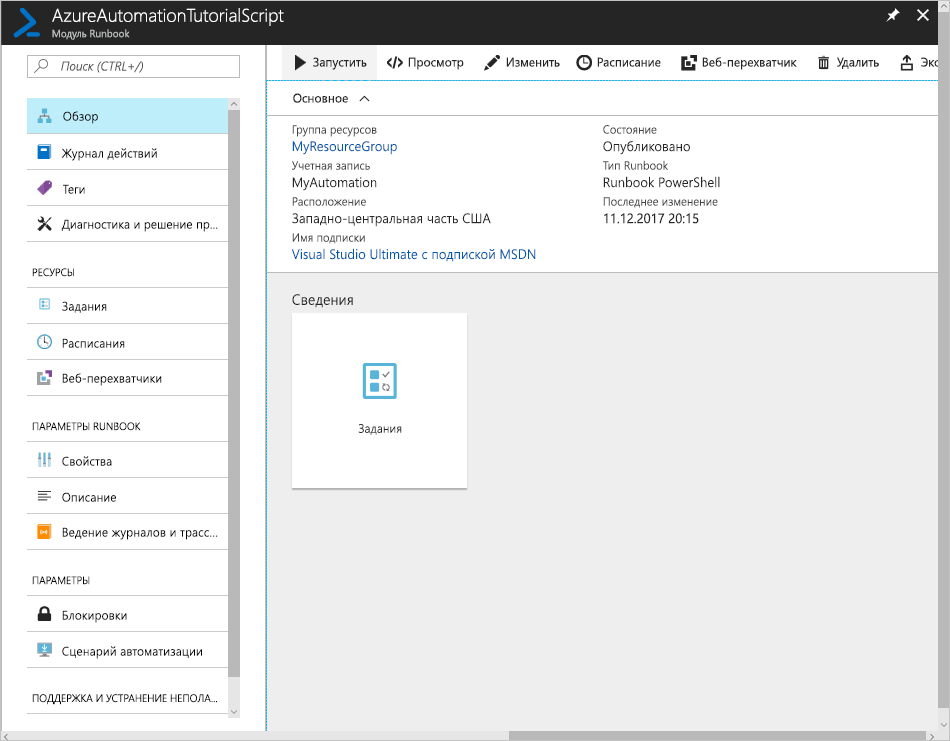 AzureAutomationTutorialScript
Модуль Runbook
Поиск (CTRL+/)
Обзор
Журнал действий
Теги
Диагностика и решение пр...
РЕСУРСЫ
Задания
Расписания
Веб-перехватчики
ПАРАМЕТРЫ RUNBOOK
Свойства
Описание
Ведение журналов и трасс...
ПАРАМЕТРЫ
Блокировки
Сценарий автоматизации
ПОДДЕРЖКА И УСТРАНЕНИЕ НЕПОЛА...
Запустить Просмотр Изменить Расписание Веб-перехватчик Удалить Экс
Основное
Группа ресурсов
MyResourceGroup
Учетная запись
MyAutomation
Расположение
Западно-центральная часть США
Имя подписки
Visual Studio Ultimate с подпиской MSDN
Состояние
Опубликовано
Тип Runbook
Runbook PowerShell
Последнее изменение
11.12.2017 20:15
Сведения
Задания